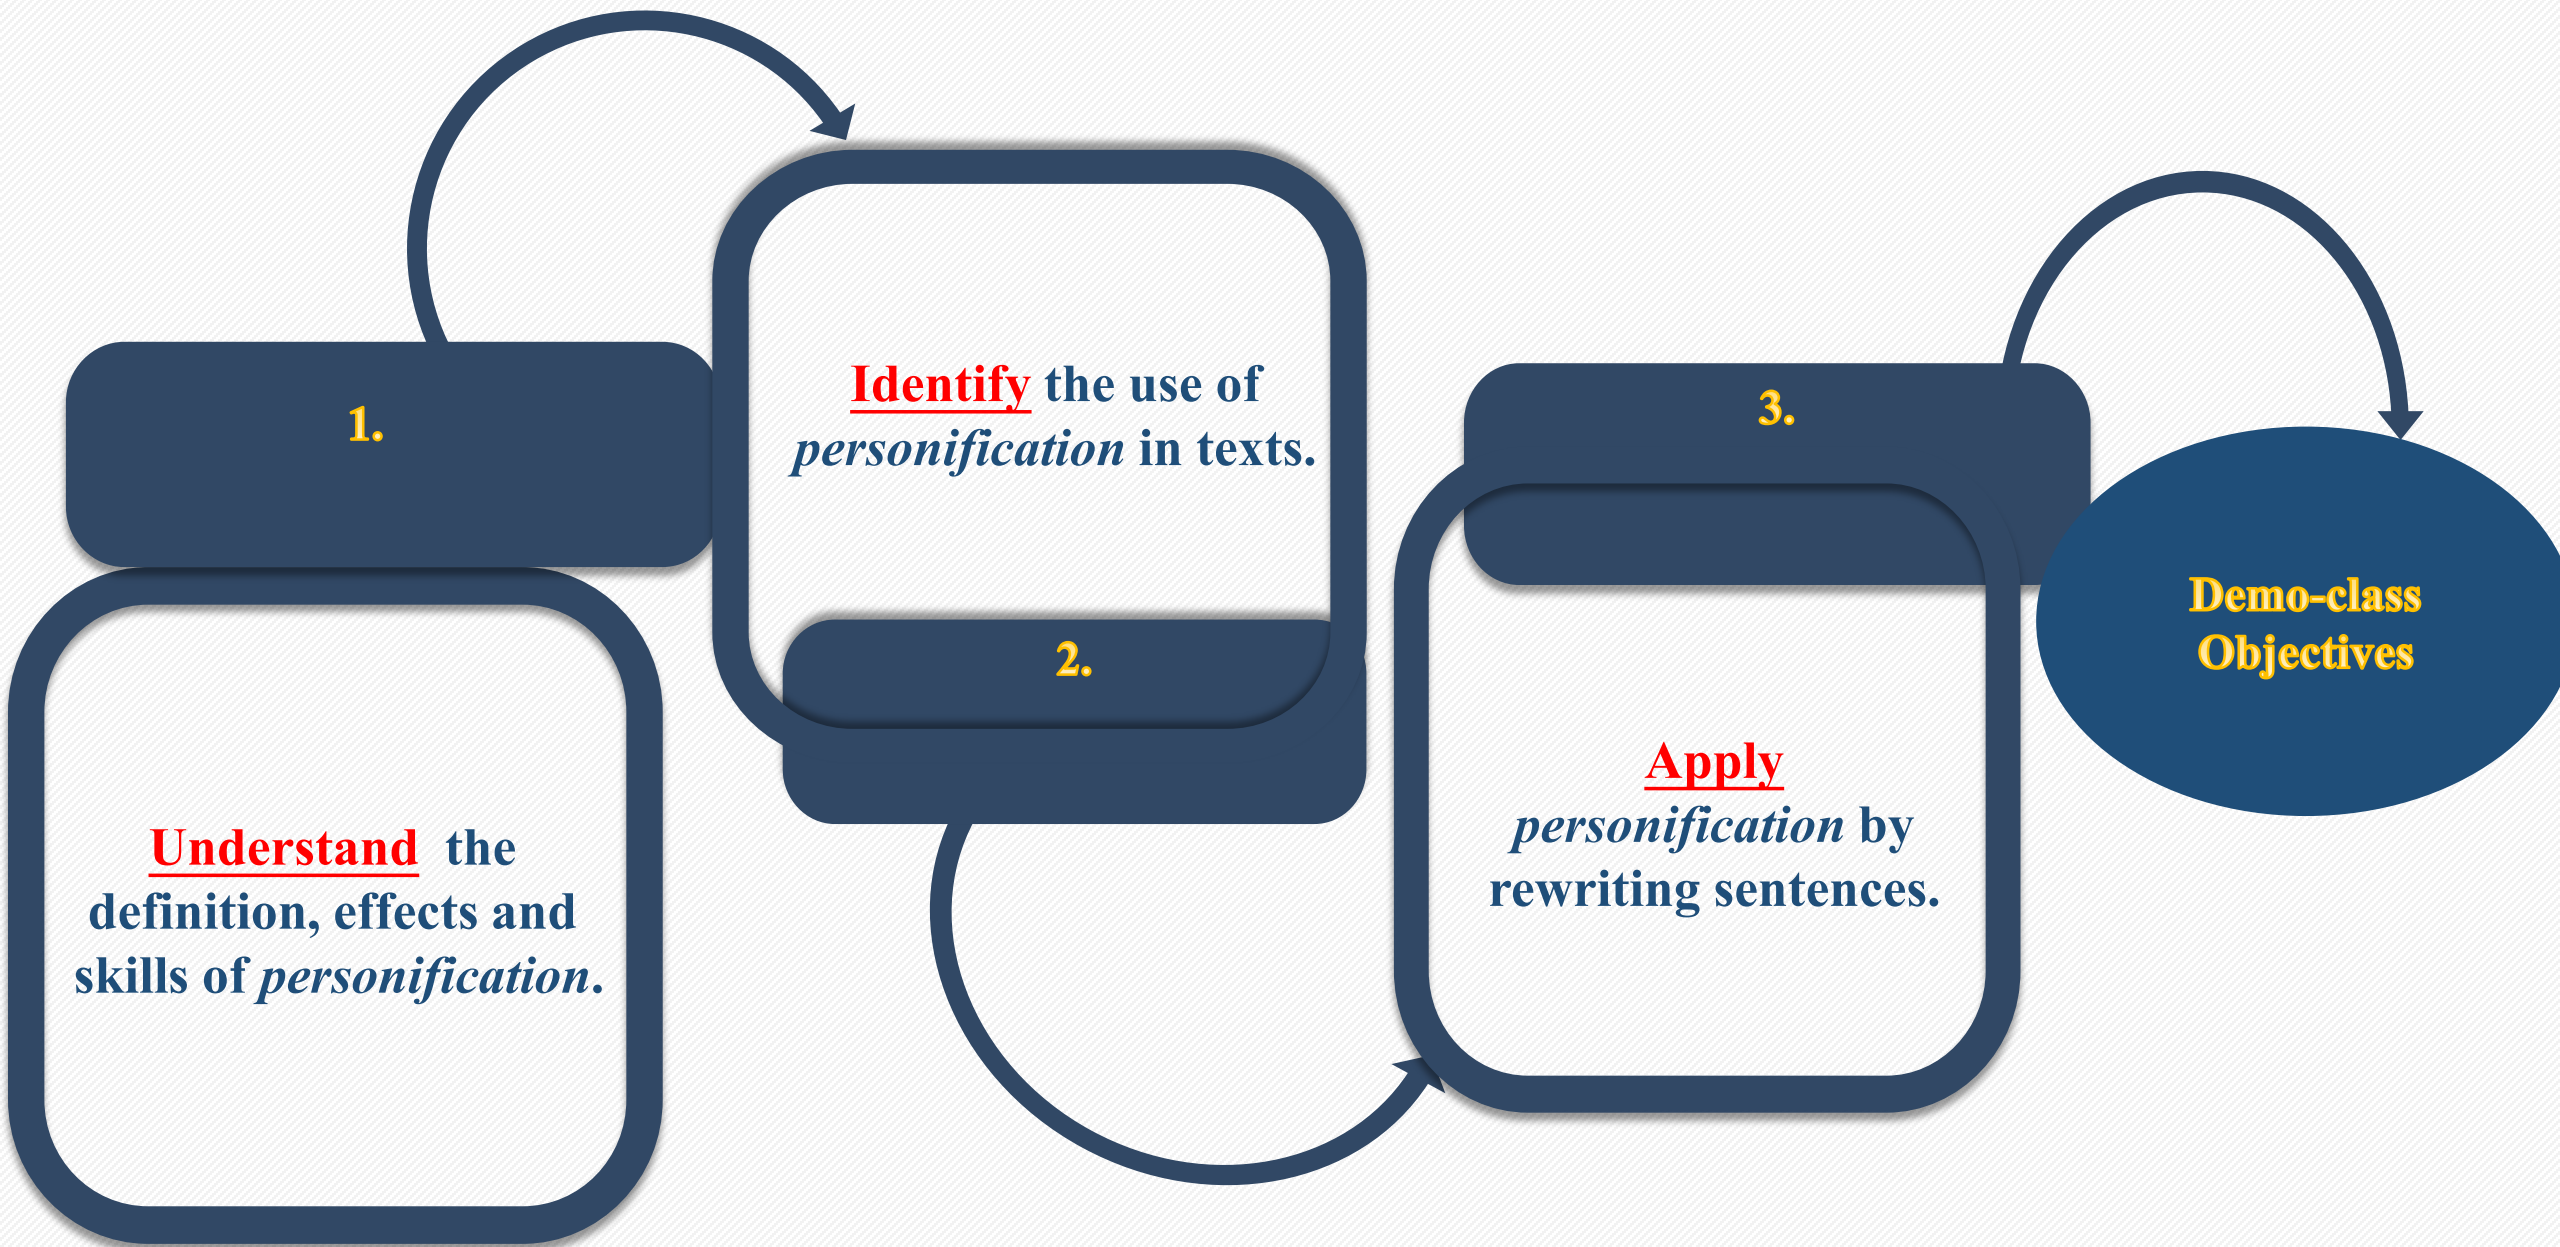 1.
Understand  the
definition, effects and
skills of personification.
Identify the use of
personification in texts.
2.
3.
Apply
personification by
rewriting sentences.
Demo-class
Objectives